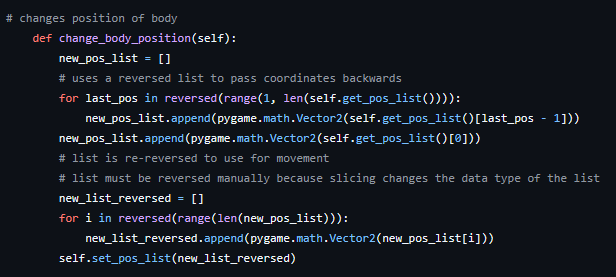 # changes position of body
    def change_body_position(self):
        new_pos_list = []
        # uses a reversed list to pass coordinates backwards
        for last_pos in reversed(range(1, len(self.get_pos_list()))):
            new_pos_list.append(pygame.math.Vector2(self.get_pos_list()[last_pos - 1]))
        new_pos_list.append(pygame.math.Vector2(self.get_pos_list()[0]))
        # list is re-reversed to use for movement
        # list must be reversed manually because slicing changes the data type of the list
        new_list_reversed = []
        for i in reversed(range(len(new_pos_list))):
            new_list_reversed.append(pygame.math.Vector2(new_pos_list[i]))
        self.set_pos_list(new_list_reversed)